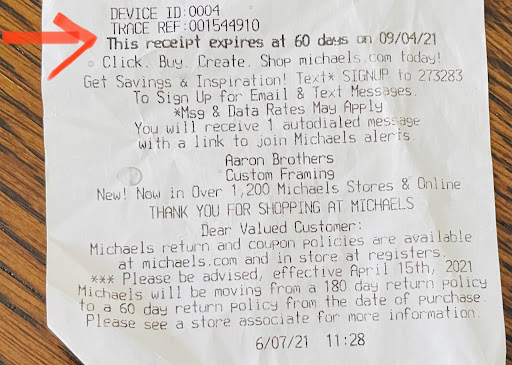 DEVICE ID:0004
TRACE REF:001544910
This receipt expires at 60 days on 09/04/21
Click. Buy. Create. Shop michaels.com today!
Get Savings & Inspiration! Text* SIGNUP to 273283
To Sign Up for Email & Text Messages.
*Msg & Data Rates May Apply
You will receive 1 autodialed message
with a link to join Michaels alerts.
Aaron Brothers
Custom Framing
New! Now in Over 1,200 Michaels Stores & Online
THANK YOU FOR SHOPPING AT MICHAELS
Dear Valued Customer:
Michaels return and coupon policies are available
at michaels.com and in store at registers.
*** Please be advised, effective April 15th, 2021
Michaels will be moving from a 180 day return policy
to a 60 day return policy from the date of purchase.
Please see a store associate for more information.
6/07/21 11:28